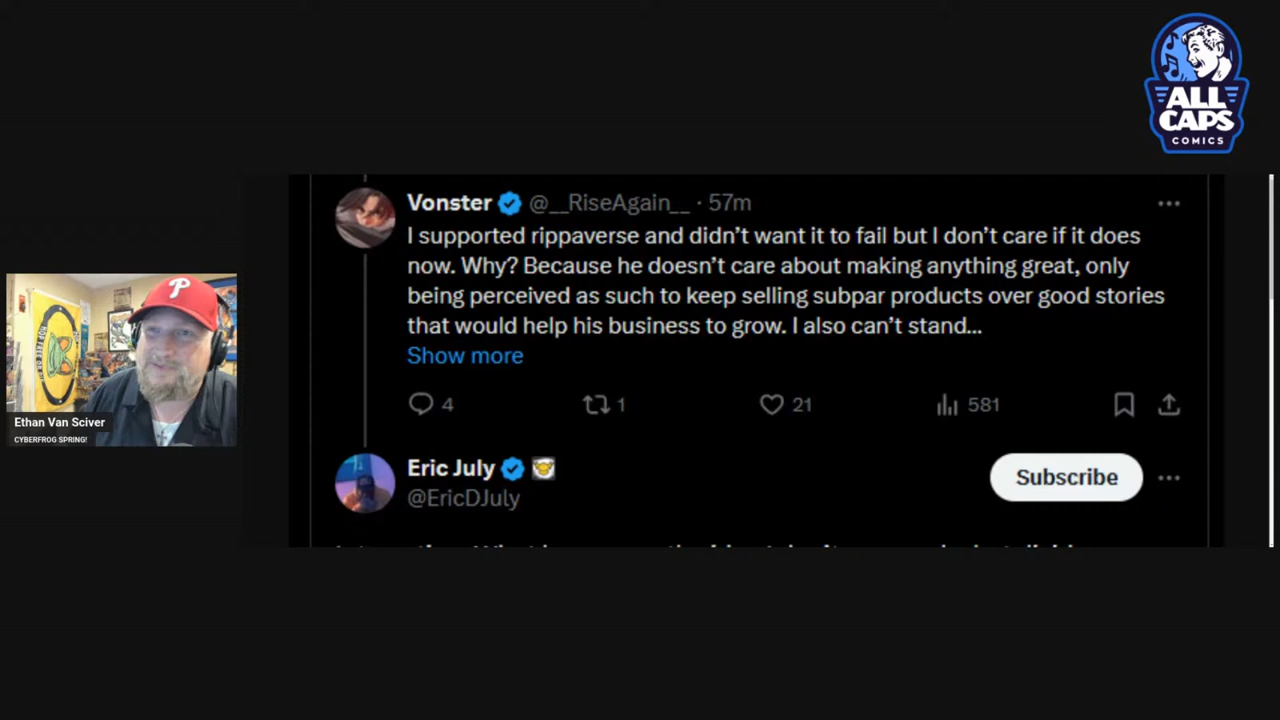 ALL
CAPS
COMICS
Vonster @__RiseAgain__ · 57m
I supported rippaverse and didn't want it to fail but I don't care if it does
now. Why? Because he doesn't care about making anything great, only
being perceived as such to keep selling subpar products over good stories
that would help his business to grow. I also can't stand...
Show more
4 1 21 581
P
Ethan Van Sciver
CYBERFROG SPRING!
Eric July
@EricDJuly
Subscribe